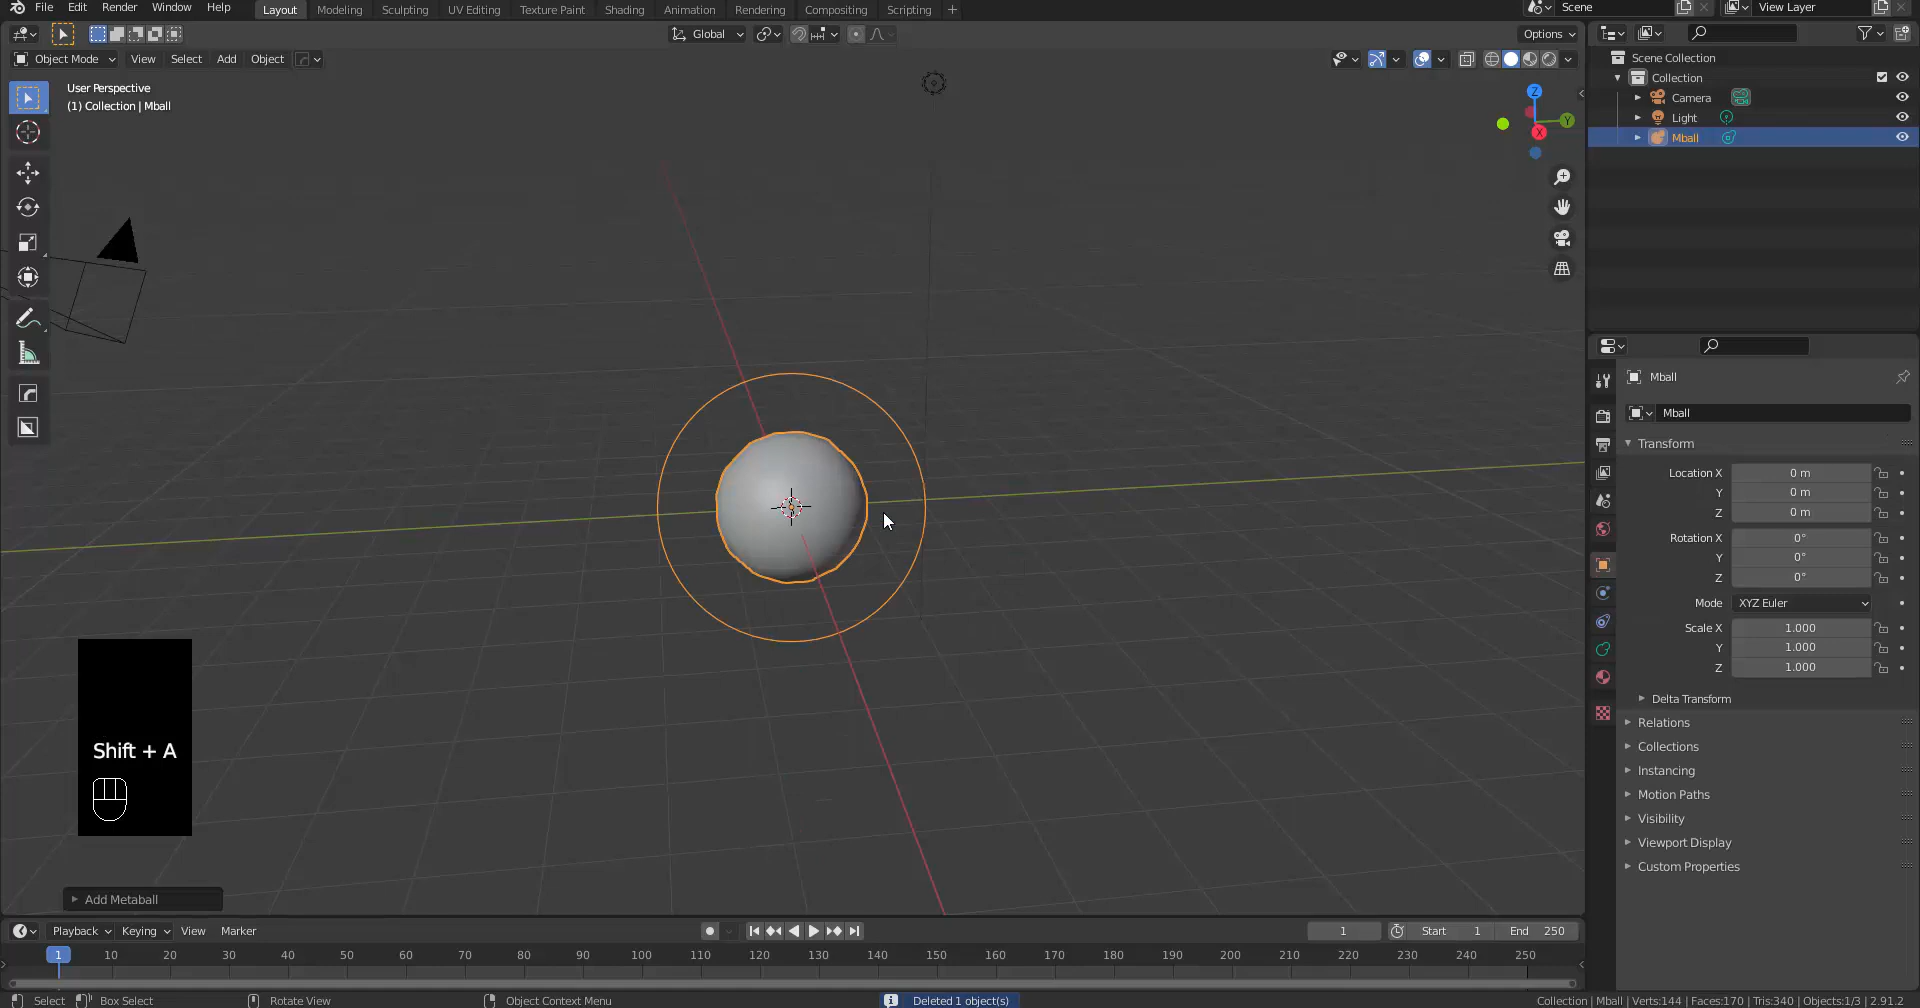 File Edit Render Window Help Layout Modeling Sculpting UV Editing Texture Paint Shading Animation Rendering Compositing Scripting + Scene View Layer
Global Options
Object Mode View Select Add Object
User Perspective
(1) Collection | Mball
Z
Y
X
Scene Collection
Collection
Camera
Light
Mball
Mball
Mball
Transform
Location X 0 m
Y 0 m
Z 0 m
Rotation X 0°
Y 0°
Z 0°
Mode XYZ Euler
Scale X 1.000
Y 1.000
Z 1.000
Delta Transform
Relations
Collections
Instancing
Motion Paths
Visibility
Viewport Display
Custom Properties
Shift + A
Add Metaball
Playback Keying View Marker 1 Start 1 End 250
1 10 20 30 40 50 60 70 80 90 100 110 120 130 140 150 160 170 180 190 200 210 220 230 240 250
Select Box Select Rotate View Object Context Menu Deleted 1 object(s) Collection | Mball | Verts:144 | Faces:170 | Tris:340 | Objects:1/3 | 2.91.2